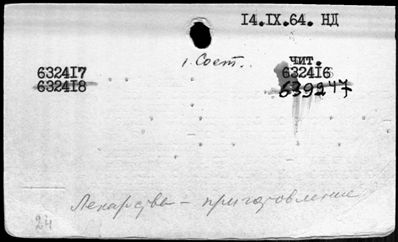 14.IX.64. НД
1. Сост. чит.
632417 632416
632418 639247
Лекарства – приготовление
24